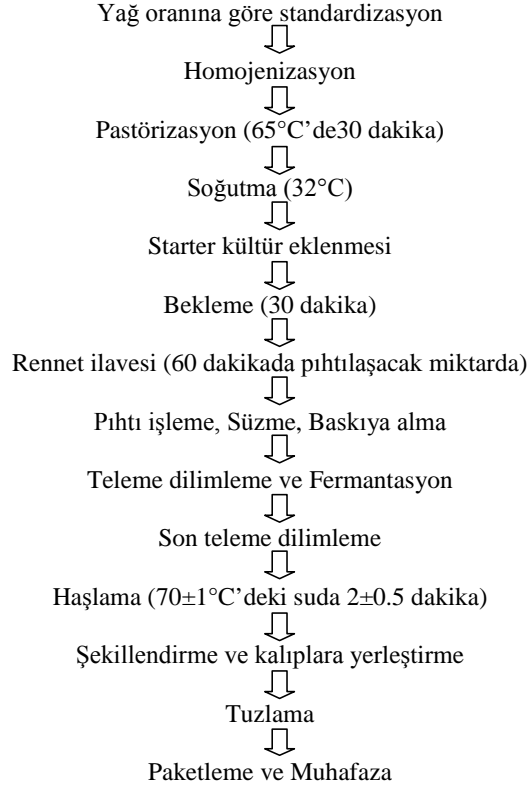 Yağ oranına göre standardizasyon
Homojenizasyon
Pastörizasyon (65°C’de30 dakika)
Soğutma (32°C)
Starter kültür eklenmesi
Bekleme (30 dakika)
Rennet ilavesi (60 dakikada pıhtılaşacak miktarda)
Pıhtı işleme, Süzme, Baskıya alma
Teleme dilimleme ve Fermantasyon
Son teleme dilimleme
Haşlama (70±1°C’deki suda 2±0.5 dakika)
Şekillendirme ve kalıplara yerleştirme
Tuzlama
Paketleme ve Muhafaza